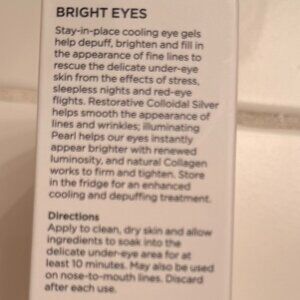 BRIGHT EYES
Stay-in-place cooling eye gels
help depuff, brighten and fill in
the appearance of fine lines to
rescue the delicate under-eye
skin from the effects of stress,
sleepless nights and red-eye
flights. Restorative Colloidal Silver
helps smooth the appearance of
lines and wrinkles; illuminating
Pearl helps our eyes instantly
appear brighter with renewed
luminosity, and natural Collagen
works to firm and tighten. Store
in the fridge for an enhanced
cooling and depuffing treatment.
Directions
Apply to clean, dry skin and allow
ingredients to soak into the
delicate under-eye area for at
least 10 minutes. May also be used
on nose-to-mouth lines. Discard
after each use.